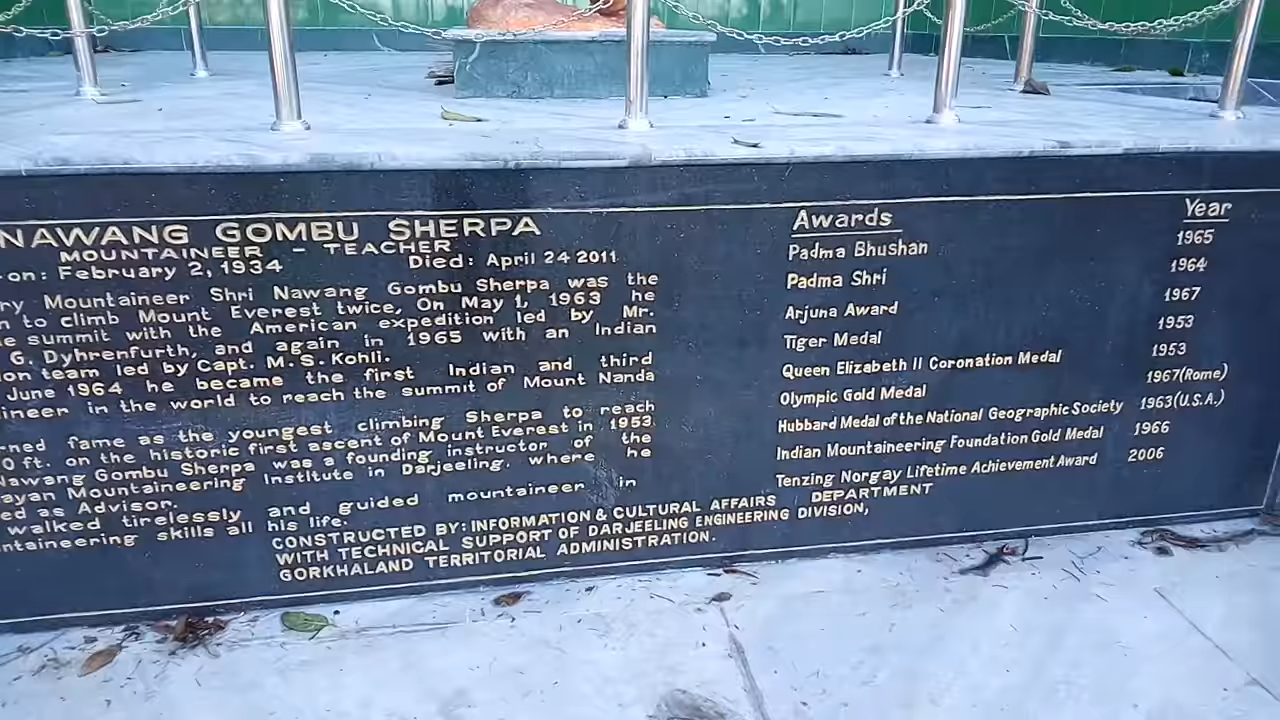 NAWANG GOMBU SHERPA
MOUNTAINEER - TEACHER
on: February 2, 1934 Died: April 24 2011
ry Mountaineer Shri Nawang Gombu Sherpa was the
n to climb Mount Everest twice, On May 1, 1963 he
e summit with the American expedition led by Mr.
G. Dyhrenfurth, and again in 1965 with an Indian
on team led by Capt. M.S. Kohli.
June 1964 he became the first Indian and third
ineer in the world to reach the summit of Mount Nanda
rned fame as the youngest climbing Sherpa to reach
0 ft. on the historic first ascent of Mount Everest in 1953
Nawang Gombu Sherpa was a founding instructor of the
ayan Mountaineering Institute in Darjeeling, where he
ed as Advisor.
walked tirelessly and guided mountaineer in
ntaineering skills all his life.
CONSTRUCTED BY: INFORMATION & CULTURAL AFFAIRS DEPARTMENT
WITH TECHNICAL SUPPORT OF DARJEELING ENGINEERING DIVISION,
GORKHALAND TERRITORIAL ADMINISTRATION.
Awards Year
Padma Bhushan 1965
Padma Shri 1964
Arjuna Award 1967
Tiger Medal 1953
Queen Elizabeth II Coronation Medal 1953
Olympic Gold Medal 1967(Rome)
Hubbard Medal of the National Geographic Society 1963(U.S.A.)
Indian Mountaineering Foundation Gold Medal 1966
Tenzing Norgay Lifetime Achievement Award 2006